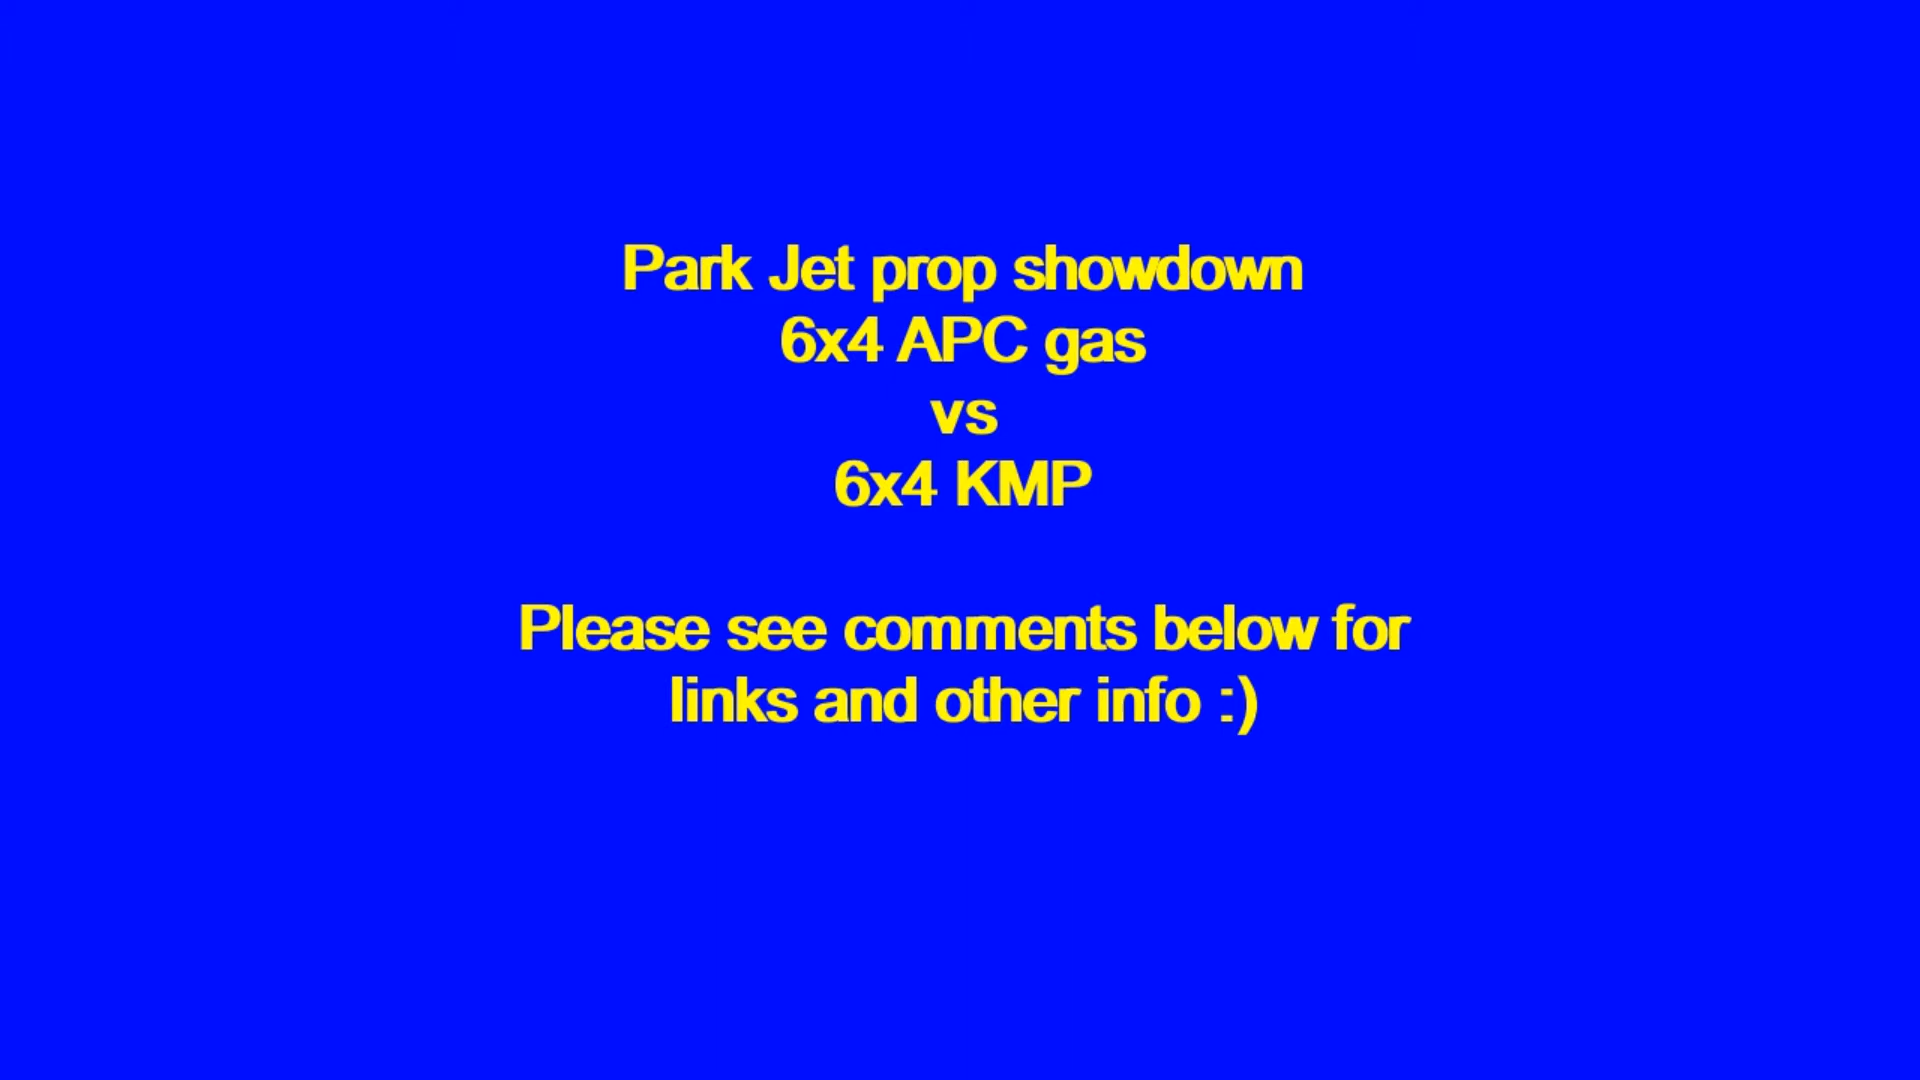 Park Jet prop showdown
6x4 APC gas
vs
6x4 KMP
Please see comments below for
links and other info :)